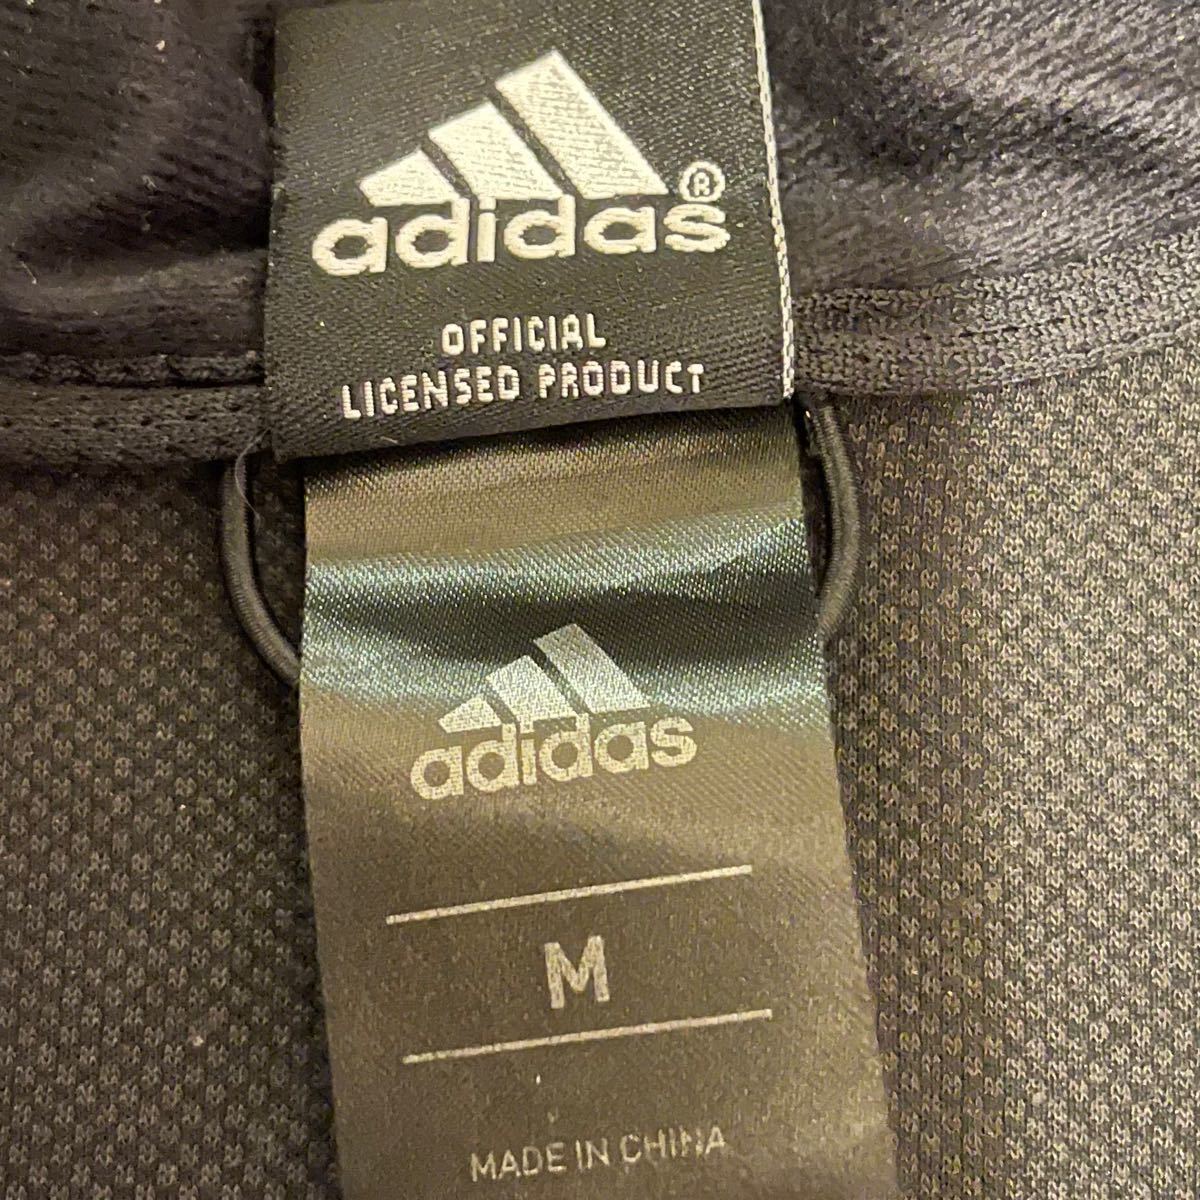 adidas®
OFFICIAL
LICENSED PRODUCT
adidas
M
MADE IN CHINA